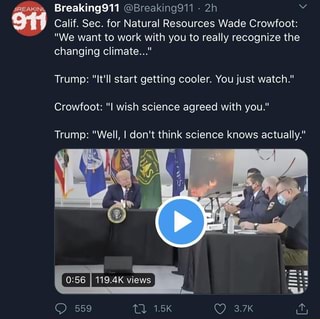 BREAKING
911
Breaking911 @Breaking911 · 2h
Calif. Sec. for Natural Resources Wade Crowfoot:
"We want to work with you to really recognize the
changing climate..."
Trump: "It'll start getting cooler. You just watch."
Crowfoot: "I wish science agreed with you."
Trump: "Well, I don't think science knows actually."
0:56 119.4K views
559 1.5K 3.7K